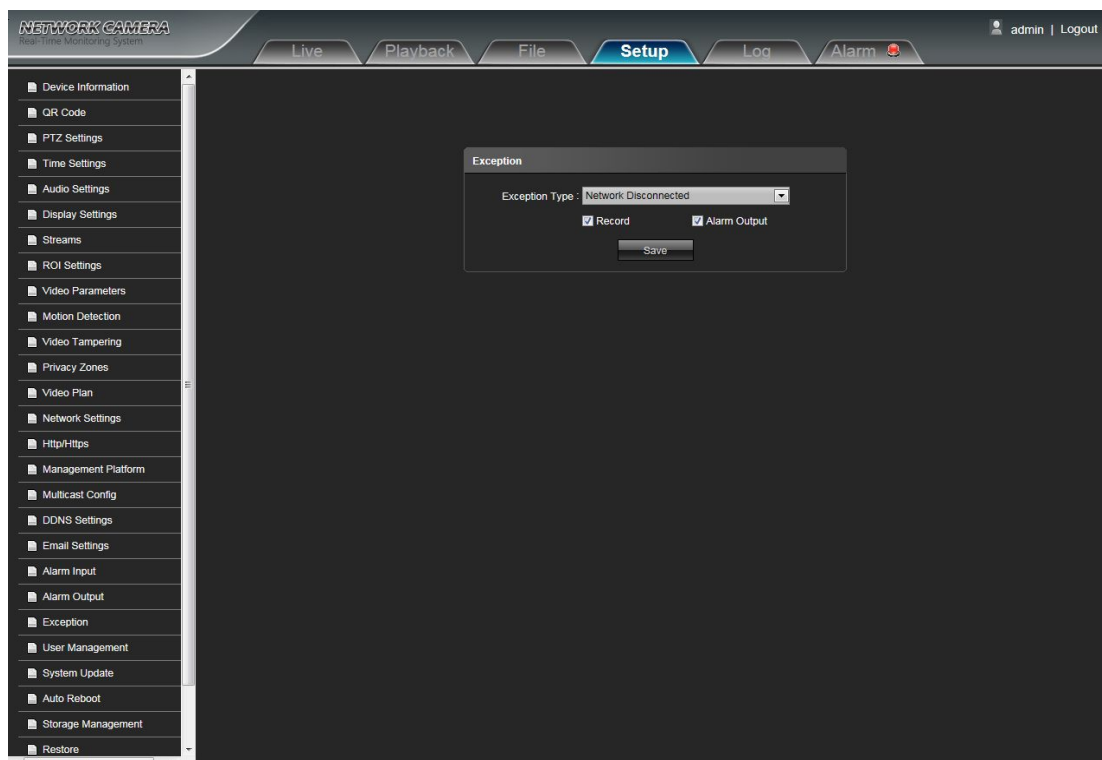 NETWORK CAMERA
Real-Time Monitoring System
admin | Logout
Live Playback File Setup Log Alarm
Device Information
QR Code
PTZ Settings
Time Settings
Audio Settings
Display Settings
Streams
ROI Settings
Video Parameters
Motion Detection
Video Tampering
Privacy Zones
Video Plan
Network Settings
Http/Https
Management Platform
Multicast Config
DDNS Settings
Email Settings
Alarm Input
Alarm Output
Exception
User Management
System Update
Auto Reboot
Storage Management
Restore
Exception
Exception Type : Network Disconnected
Record Alarm Output
Save